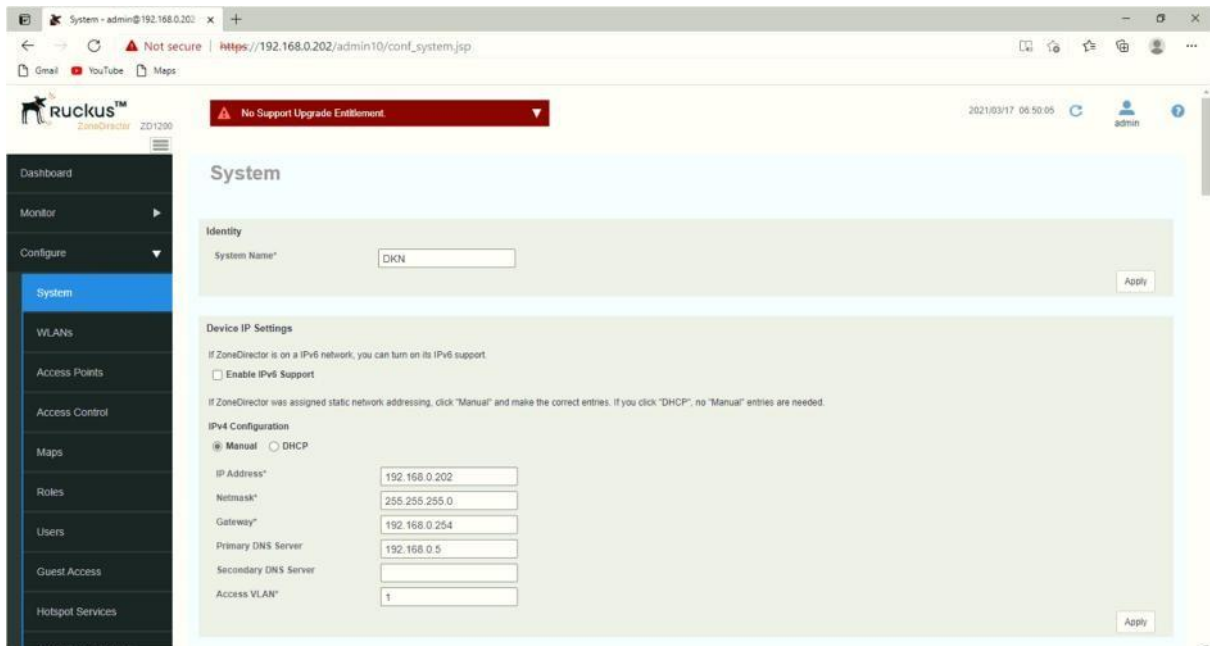 System - admin@192.168.0.202
Not secure | https://192.168.0.202/admin10/conf_system.jsp
Gmail YouTube Maps
Ruckus™
ZoneDirector ZD1200
No Support Upgrade Entitlement.
2021/03/17 06:50:05
admin
Dashboard
Monitor
Configure
System
WLANs
Access Points
Access Control
Maps
Roles
Users
Guest Access
Hotspot Services
System
Identity
System Name* DKN
Apply
Device IP Settings
If ZoneDirector is on a IPv6 network, you can turn on its IPv6 support.
Enable IPv6 Support
If ZoneDirector was assigned static network addressing, click "Manual" and make the correct entries. If you click "DHCP", no "Manual" entries are needed.
IPv4 Configuration
Manual DHCP
IP Address* 192.168.0.202
Netmask* 255.255.255.0
Gateway* 192.168.0.254
Primary DNS Server 192.168.0.5
Secondary DNS Server
Access VLAN* 1
Apply